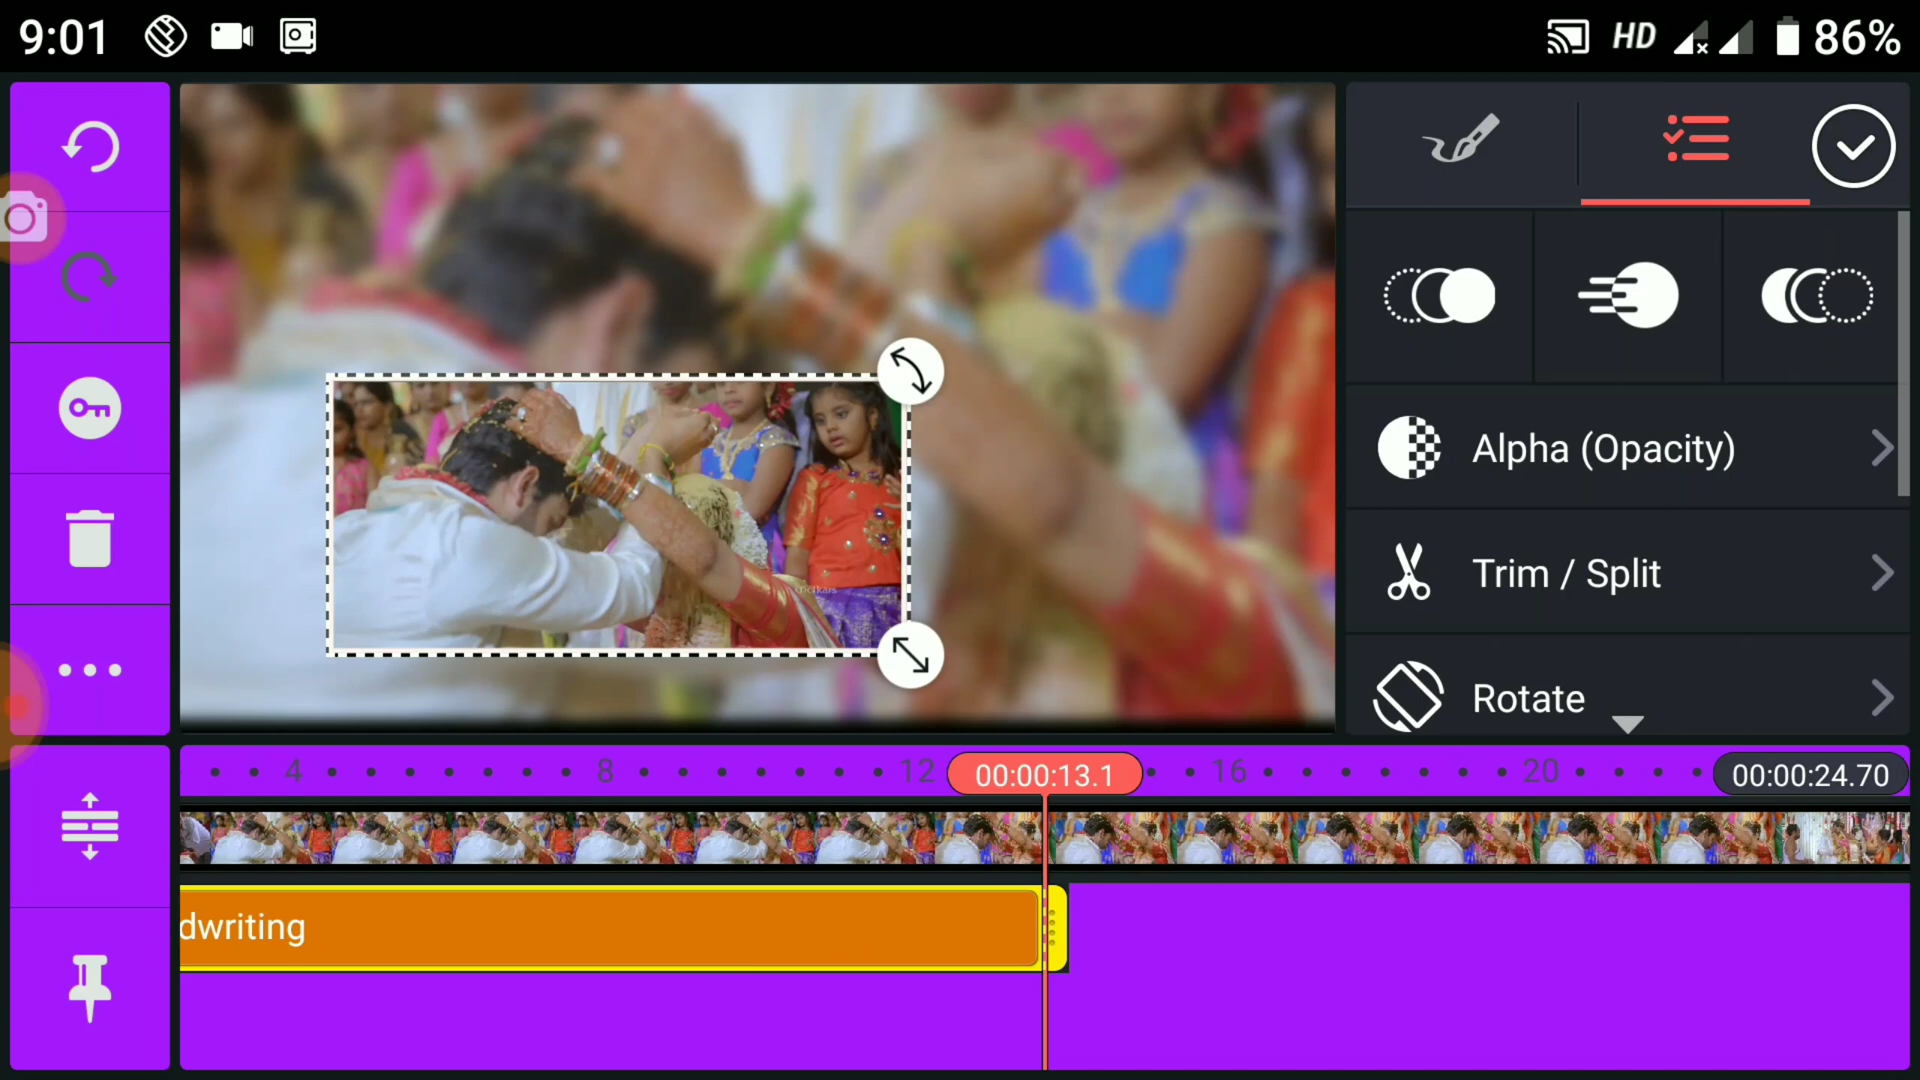 9:01
HD
86%
Alpha (Opacity)
Trim / Split
Rotate
4
8
12
00:00:13.1
16
20
00:00:24.70
dwriting